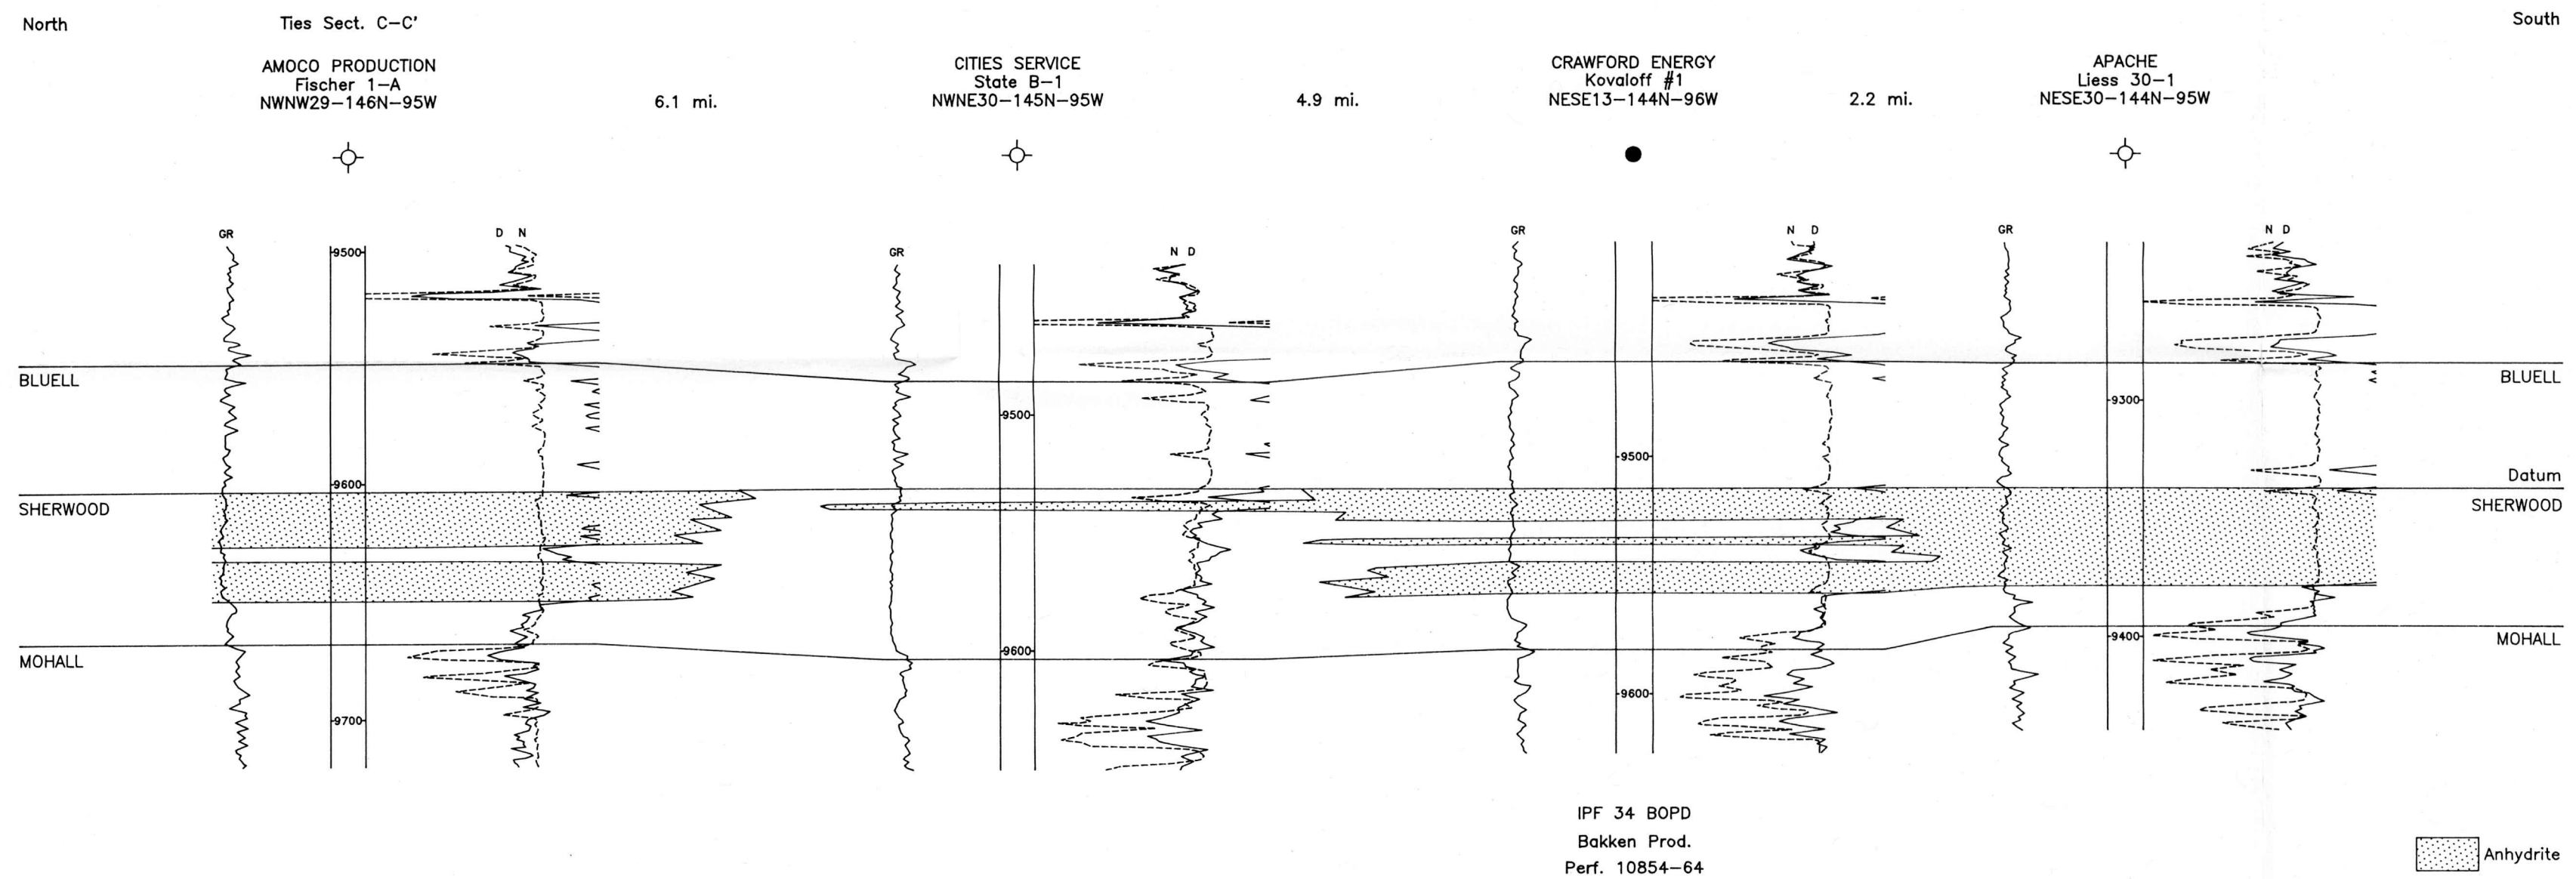 North
Ties Sect. C-C'
South
AMOCO PRODUCTION
Fischer 1-A
NWNW29-146N-95W
6.1 mi.
CITIES SERVICE
State B-1
NWNE30-145N-95W
4.9 mi.
CRAWFORD ENERGY
Kovaloff #1
NESE13-144N-96W
2.2 mi.
APACHE
Liess 30-1
NESE30-144N-95W
GR
D N
GR
N D
GR
N D
GR
N D
9500
BLUELL
BLUELL
9300
9500
9500
Datum
9600
SHERWOOD
SHERWOOD
9400
MOHALL
9600
MOHALL
9600
9700
IPF 34 BOPD
Bakken Prod.
Perf. 10854-64
Anhydrite